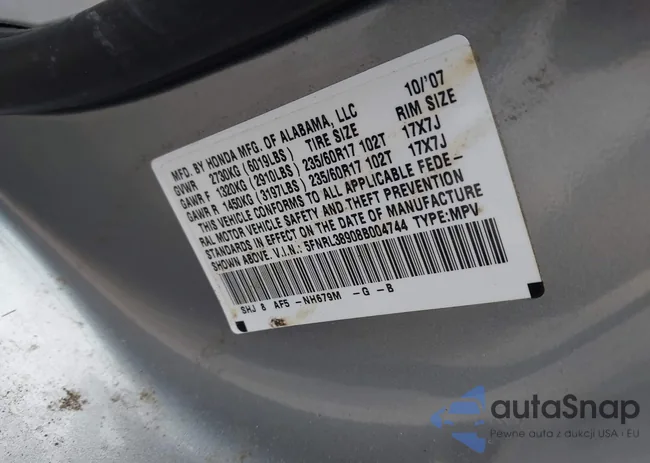 MFD. BY HONDA MFG. OF ALABAMA, LLC 10/'07
GVWR 2730KG (6019LBS) TIRE SIZE RIM SIZE
GAWR F 1320KG (2910LBS) 235/60R17 102T 17X7J
GAWR R 1450KG (3197LBS) 235/60R17 102T 17X7J
THIS VEHICLE CONFORMS TO ALL APPLICABLE FEDE-
RAL MOTOR VEHICLE SAFETY AND THEFT PREVENTION
STANDARDS IN EFFECT ON THE DATE OF MANUFACTURE
SHOWN ABOVE. V.I.N.: 5FNRL38908B004744 TYPE:MPV
SHJ 8 AF5 -NH679M -G -B
autaSnap
Pewne auta z aukcji USA · EU